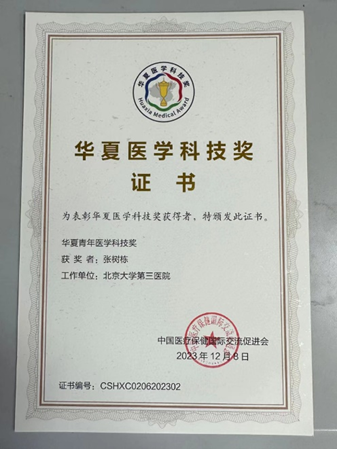 华夏医学科技奖
Huaxia Medical Award
华夏医学科技奖
证书
为表彰华夏医学科技奖获得者，特颁发此证书。
华夏青年医学科技奖
获奖者：张树栋
工作单位：北京大学第三医院
中国医疗保健国际交流促进会
2023年12月8日
证书编号：CSHXC0206202302